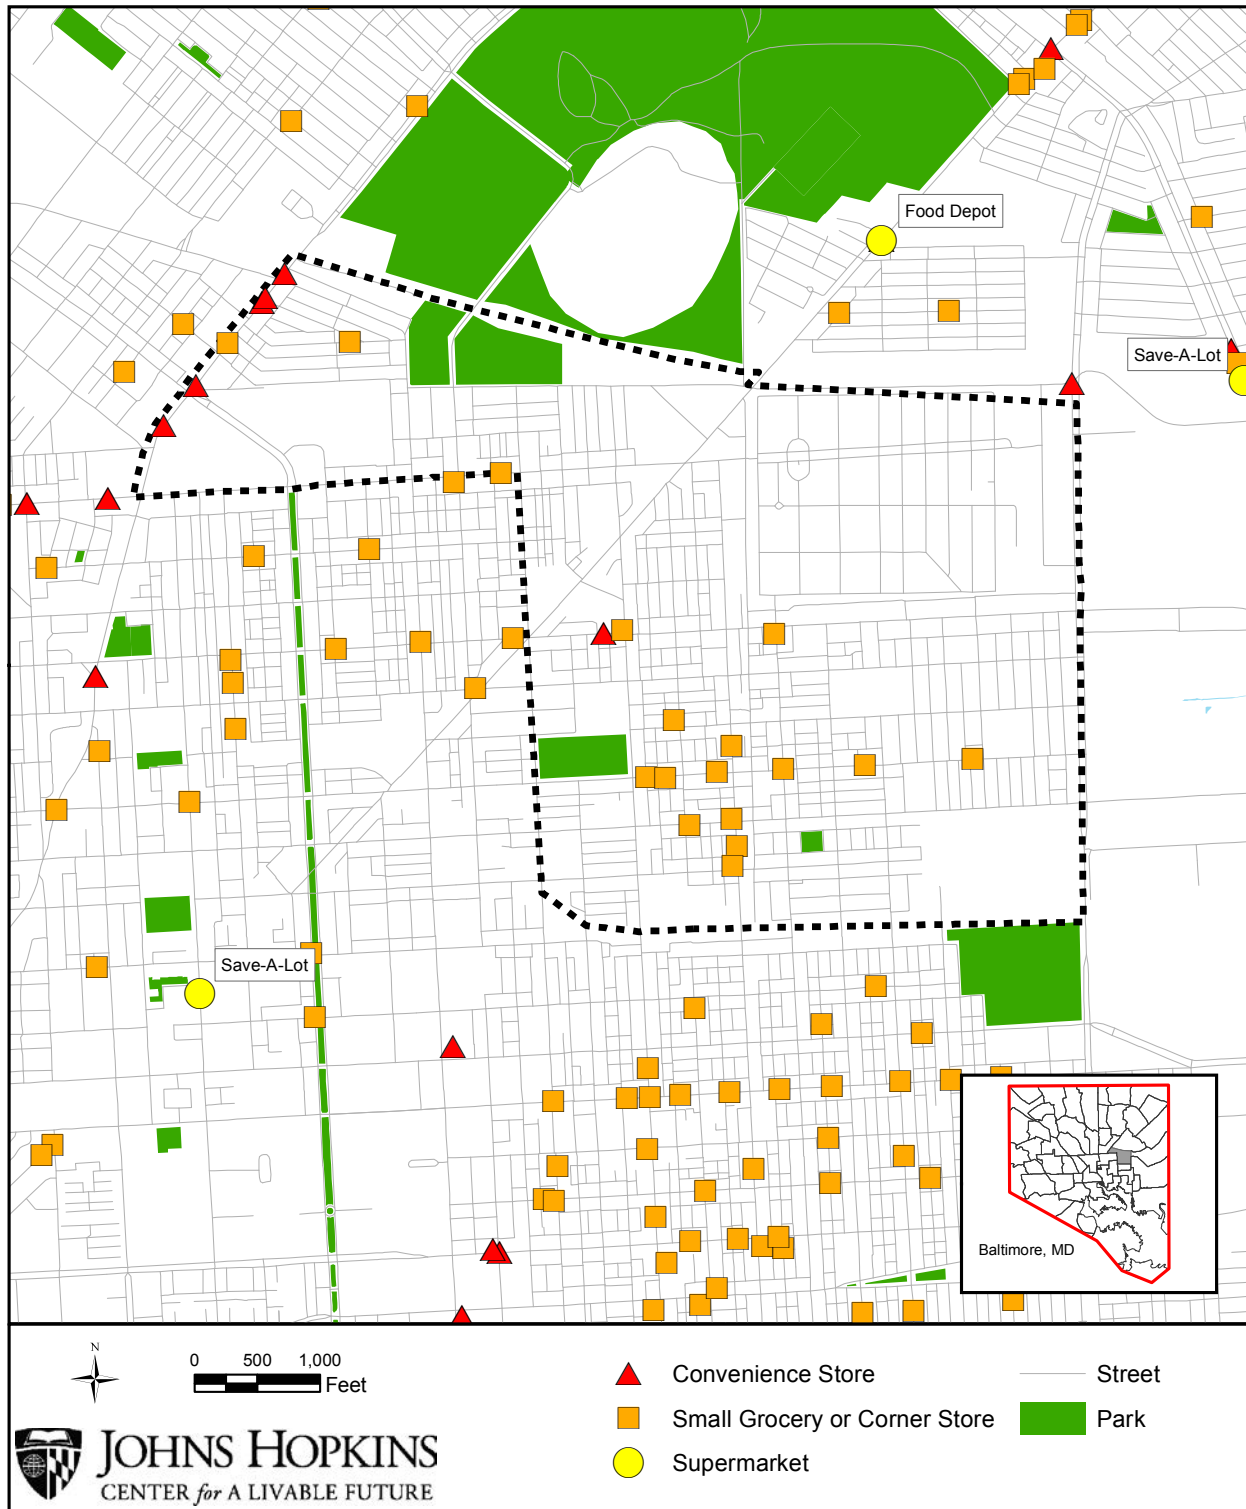 Food Depot
Save-A-Lot
Save-A-Lot
Baltimore, MD
N
0 500 1,000
Feet
Convenience Store
Street
Small Grocery or Corner Store
Park
Supermarket
JOHNS HOPKINS
CENTER for A LIVABLE FUTURE